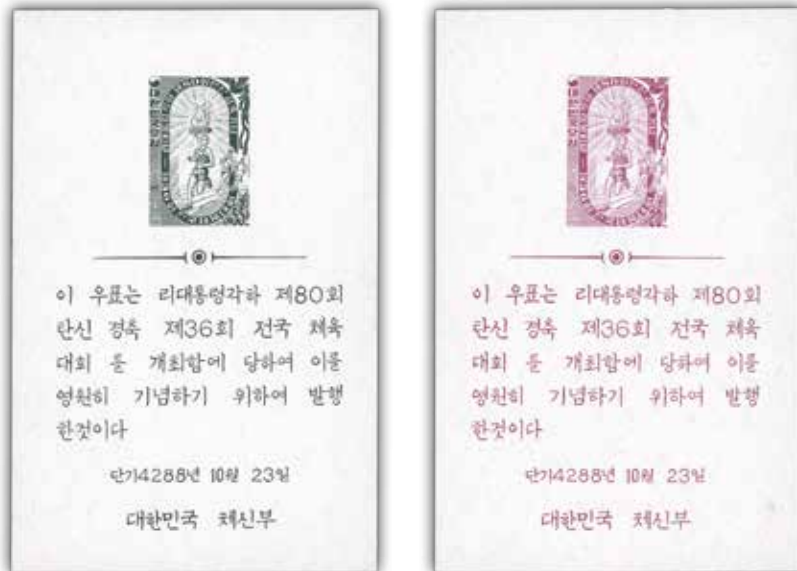 이 우표는 리대통령각하 제80회
탄신 경축 제36회 전국 체육
대회 를 개최함에 당하여 이를
영원히 기념하기 위하여 발행
한것이다
단기4288년 10월 23일
대한민국 체신부
이 우표는 리대통령각하 제80회
탄신 경축 제36회 전국 체육
대회 를 개최함에 당하여 이를
영원히 기념하기 위하여 발행
한것이다
단기4288년 10월 23일
대한민국 체신부